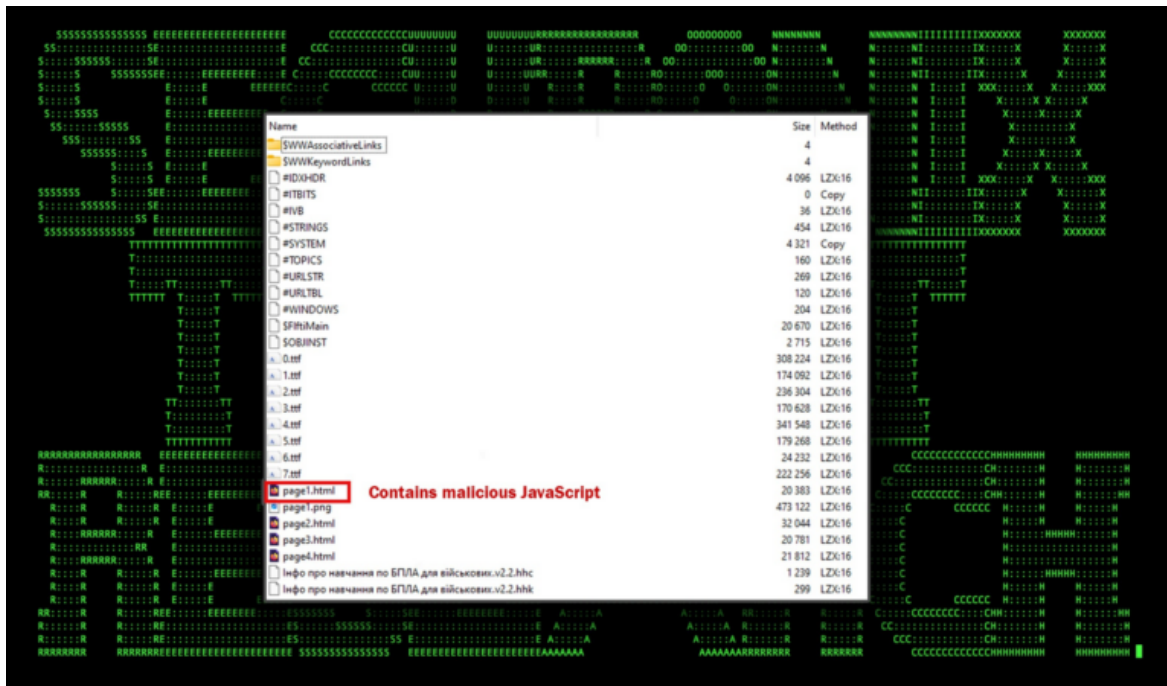 SECURONIX
Name Size Method
$WWAssociativeLinks 4
$WWKeywordLinks 4
#IDXHDR 4 096 LZX:16
#ITBITS 0 Copy
#IVB 36 LZX:16
#STRINGS 454 LZX:16
#SYSTEM 4 321 Copy
#TOPICS 160 LZX:16
#URLSTR 269 LZX:16
#URLTBL 120 LZX:16
#WINDOWS 204 LZX:16
$FIftiMain 20 670 LZX:16
$OBJINST 2 715 LZX:16
0.ttf 308 224 LZX:16
1.ttf 174 092 LZX:16
2.ttf 236 304 LZX:16
3.ttf 170 628 LZX:16
4.ttf 341 548 LZX:16
5.ttf 179 268 LZX:16
6.ttf 24 232 LZX:16
7.ttf 222 256 LZX:16
page1.html Contains malicious JavaScript 20 383 LZX:16
page1.png 473 122 LZX:16
page2.html 32 044 LZX:16
page3.html 20 781 LZX:16
page4.html 21 812 LZX:16
Інфо про навчання по БПЛА для військових.v2.2.hhc 1 239 LZX:16
Інфо про навчання по БПЛА для військових.v2.2.hhk 299 LZX:16
RESEARCH